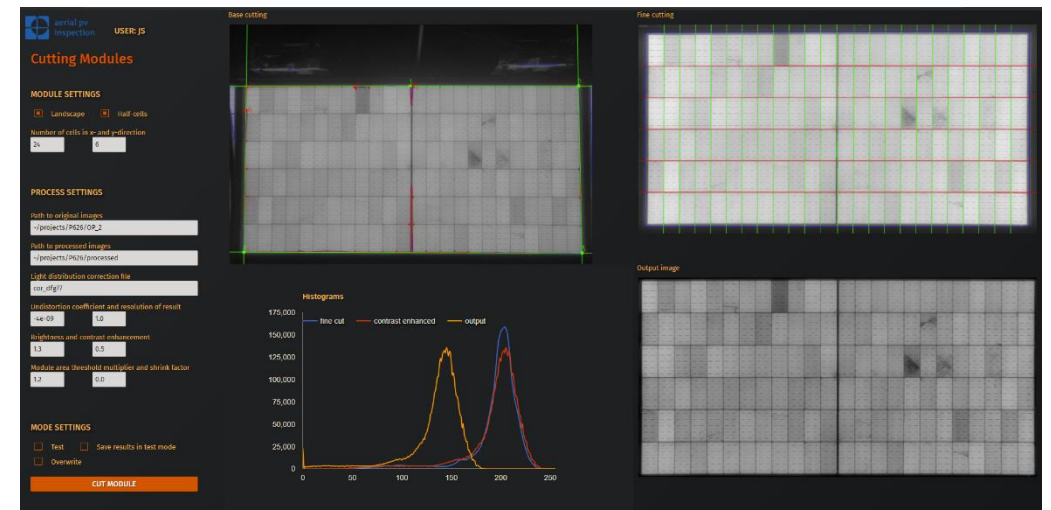 aerial pv
inspection
USER: JS
Cutting Modules
MODULE SETTINGS
Landscape
Half-cells
Number of cells in x- and y-direction
24
6
PROCESS SETTINGS
Path to original images
~/projects/P626/OP_2
Path to processed images
~/projects/P626/processed
Light distribution correction file
cor_dfgl7
Undistortion coefficient and resolution of result
-4e-09
1.0
Brightness and contrast enhancement
1.3
0.5
Module area threshold multiplier and shrink factor
1.2
0.0
MODE SETTINGS
Test
Save results in test mode
Overwrite
CUT MODULE
Base cutting
Histograms
fine cut
contrast enhanced
output
175,000
150,000
125,000
100,000
75,000
50,000
25,000
0
0
50
100
150
200
250
Fine cutting
Output image